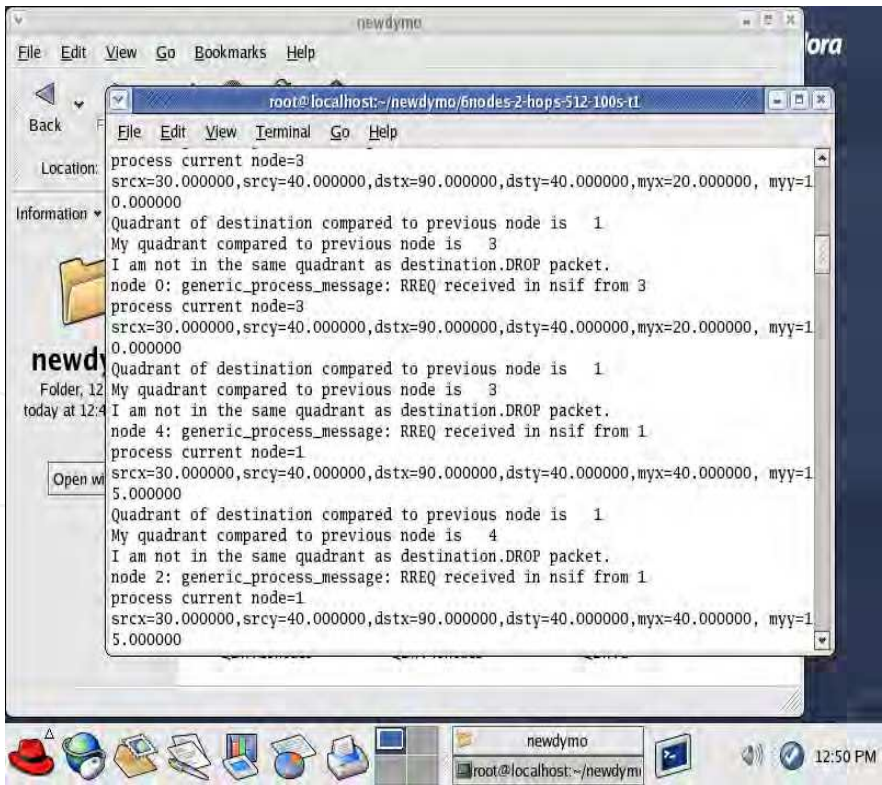 newdymo
File Edit View Go Bookmarks Help
ora
root@localhost:~/newdymo/6nodes-2-hops-512-100s-t1
Back
File Edit View Terminal Go Help
Location:
Information
newdy
Folder, 12
today at 12:4
Open wi
process current node=3
srcx=30.000000,srcy=40.000000,dstx=90.000000,dsty=40.000000,myx=20.000000, myy=1
0.000000
Quadrant of destination compared to previous node is 1
My quadrant compared to previous node is 3
I am not in the same quadrant as destination.DROP packet.
node 0: generic_process_message: RREQ received in nsif from 3
process current node=3
srcx=30.000000,srcy=40.000000,dstx=90.000000,dsty=40.000000,myx=20.000000, myy=1
0.000000
Quadrant of destination compared to previous node is 1
My quadrant compared to previous node is 3
I am not in the same quadrant as destination.DROP packet.
node 4: generic_process_message: RREQ received in nsif from 1
process current node=1
srcx=30.000000,srcy=40.000000,dstx=90.000000,dsty=40.000000,myx=40.000000, myy=1
5.000000
Quadrant of destination compared to previous node is 1
My quadrant compared to previous node is 4
I am not in the same quadrant as destination.DROP packet.
node 2: generic_process_message: RREQ received in nsif from 1
process current node=1
srcx=30.000000,srcy=40.000000,dstx=90.000000,dsty=40.000000,myx=40.000000, myy=1
5.000000
newdymo
root@localhost:~/newdym
12:50 PM